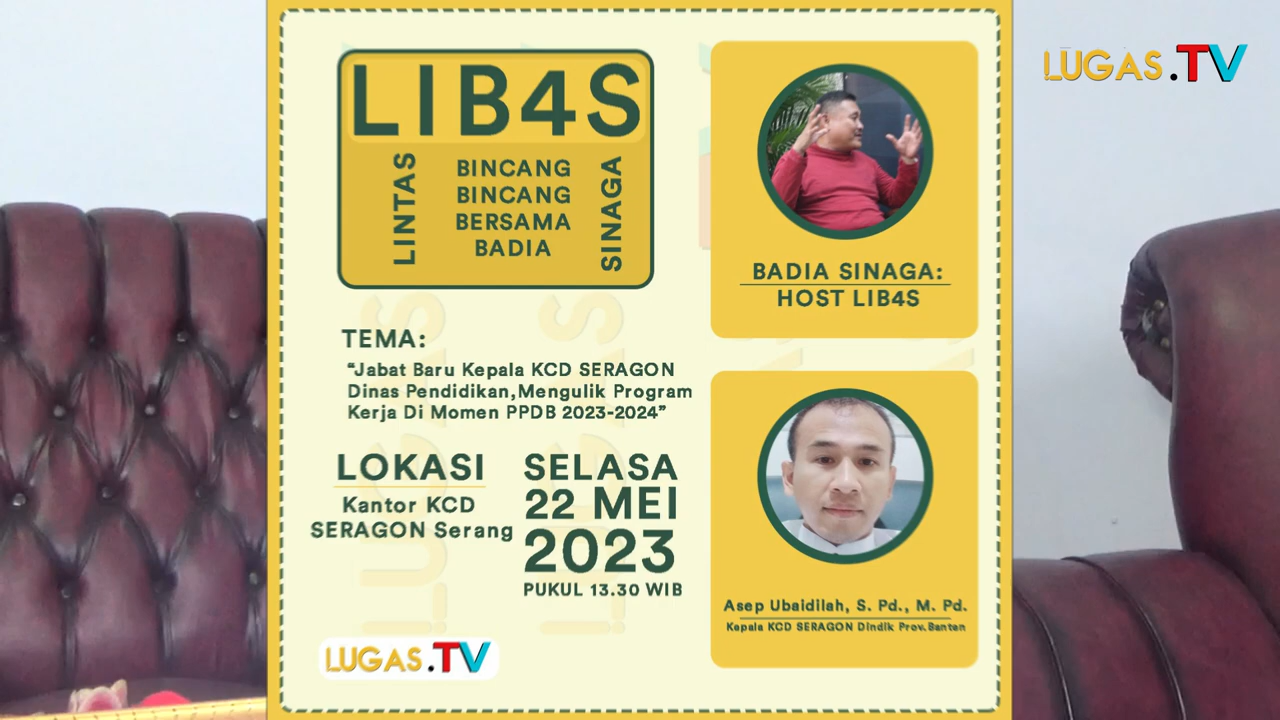 LIB4S
LINTAS
BINCANG
BINCANG
BERSAMA
BADIA
SINAGA
TEMA:
“Jabat Baru Kepala KCD SERAGON
Dinas Pendidikan,Mengulik Program
Kerja Di Momen PPDB 2023-2024”
LOKASI
Kantor KCD
SERAGON Serang
SELASA
22 MEI
2023
PUKUL 13.30 WIB
LUGAS.TV
BADIA SINAGA:
HOST LIB4S
Asep Ubaidilah, S. Pd., M. Pd.
Kepala KCD SERAGON Dindik Prov.Banten
LUGAS.TV